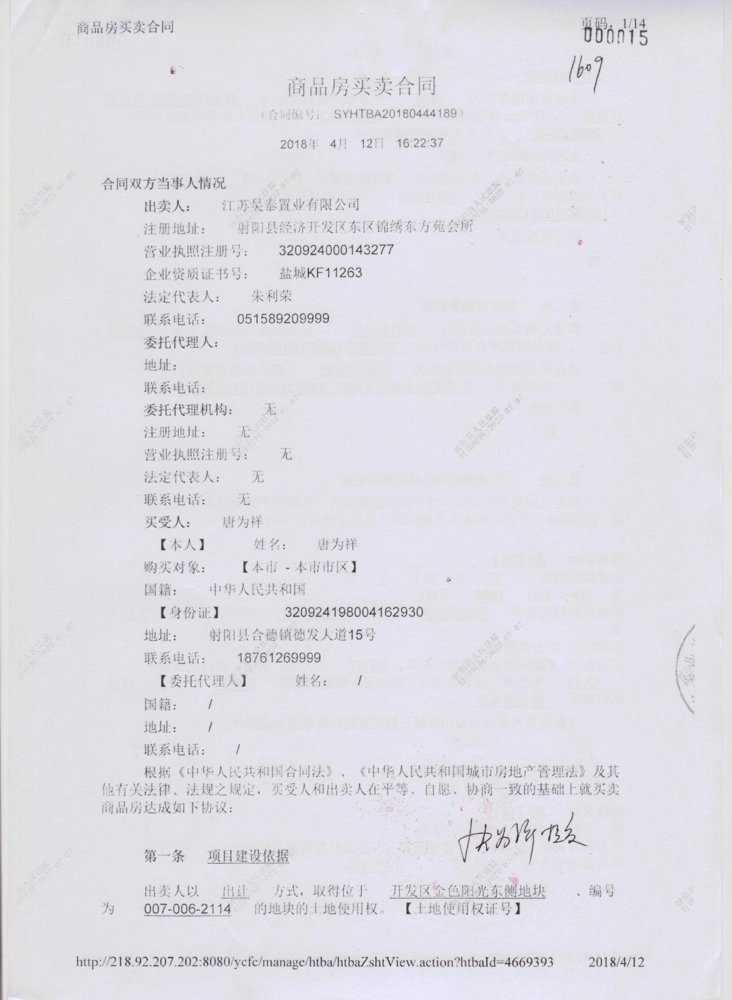 商品房买卖合同
页码，1/14
000015
1609
商品房买卖合同
（合同编号： SYHTBA20180444189）
2018年 4月 12日 16:22:37
合同双方当事人情况
出卖人： 江苏昊泰置业有限公司
注册地址： 射阳县经济开发区东区锦绣东方苑会所
营业执照注册号： 320924000143277
企业资质证书号： 盐城KF11263
法定代表人： 朱利荣
联系电话： 051589209999
委托代理人：
地址：
联系电话：
委托代理机构： 无
注册地址： 无
营业执照注册号： 无
法定代表人： 无
联系电话： 无
买受人： 唐为祥
【本人】 姓名： 唐为祥
购买对象： 【本市 - 本市市区】
国籍： 中华人民共和国
【身份证】 320924198004162930
地址： 射阳县合德镇德发大道15号
联系电话： 18761269999
【委托代理人】 姓名： /
国籍： /
地址： /
联系电话： /
根据《中华人民共和国合同法》、《中华人民共和国城市房地产管理法》及其
他有关法律、法规之规定，买受人和出卖人在平等、自愿、协商一致的基础上就买卖
商品房达成如下协议：
第一条 项目建设依据
出卖人以 出让 方式，取得位于 开发区金色阳光东侧地块 、编号
为 007-006-2114 的地块的土地使用权。 【土地使用权证号】
http://218.92.207.202:8080/ycfc/manage/htba/htbaZshtView.action?htbaId=4669393 2018/4/12
射阳县人民法院
打印时间:2022-07-07